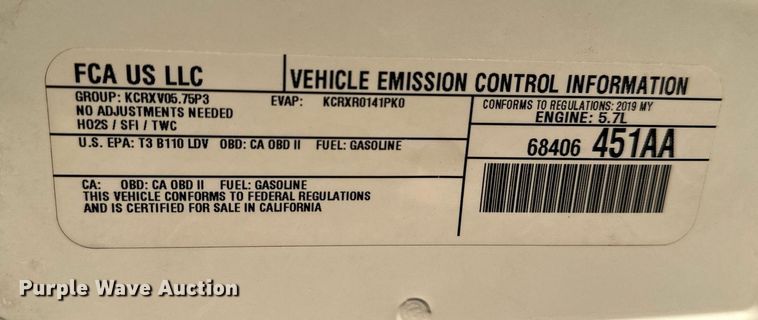 FCA US LLC
VEHICLE EMISSION CONTROL INFORMATION
GROUP: KCRXV05.75P3 EVAP: KCRXR0141PK0
NO ADJUSTMENTS NEEDED
HO2S / SFI / TWC
CONFORMS TO REGULATIONS: 2019 MY
ENGINE: 5.7L
U.S. EPA: T3 B110 LDV OBD: CA OBD II FUEL: GASOLINE
68406 451AA
CA: OBD: CA OBD II FUEL: GASOLINE
THIS VEHICLE CONFORMS TO FEDERAL REGULATIONS
AND IS CERTIFIED FOR SALE IN CALIFORNIA
Purple Wave Auction